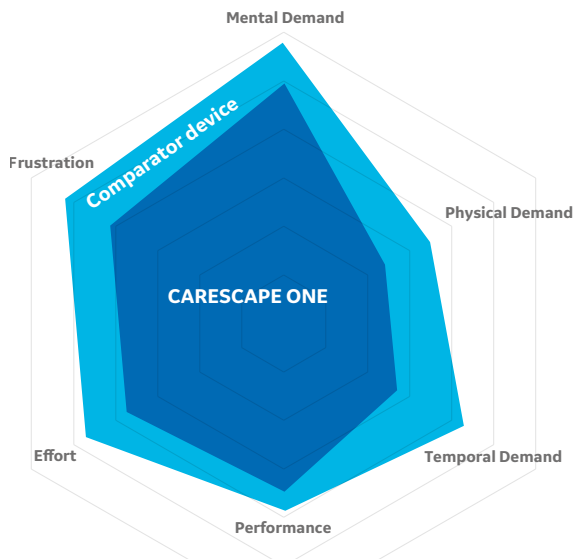 Mental Demand
Comparator device
Frustration
Physical Demand
CARESCAPE ONE
Effort
Temporal Demand
Performance